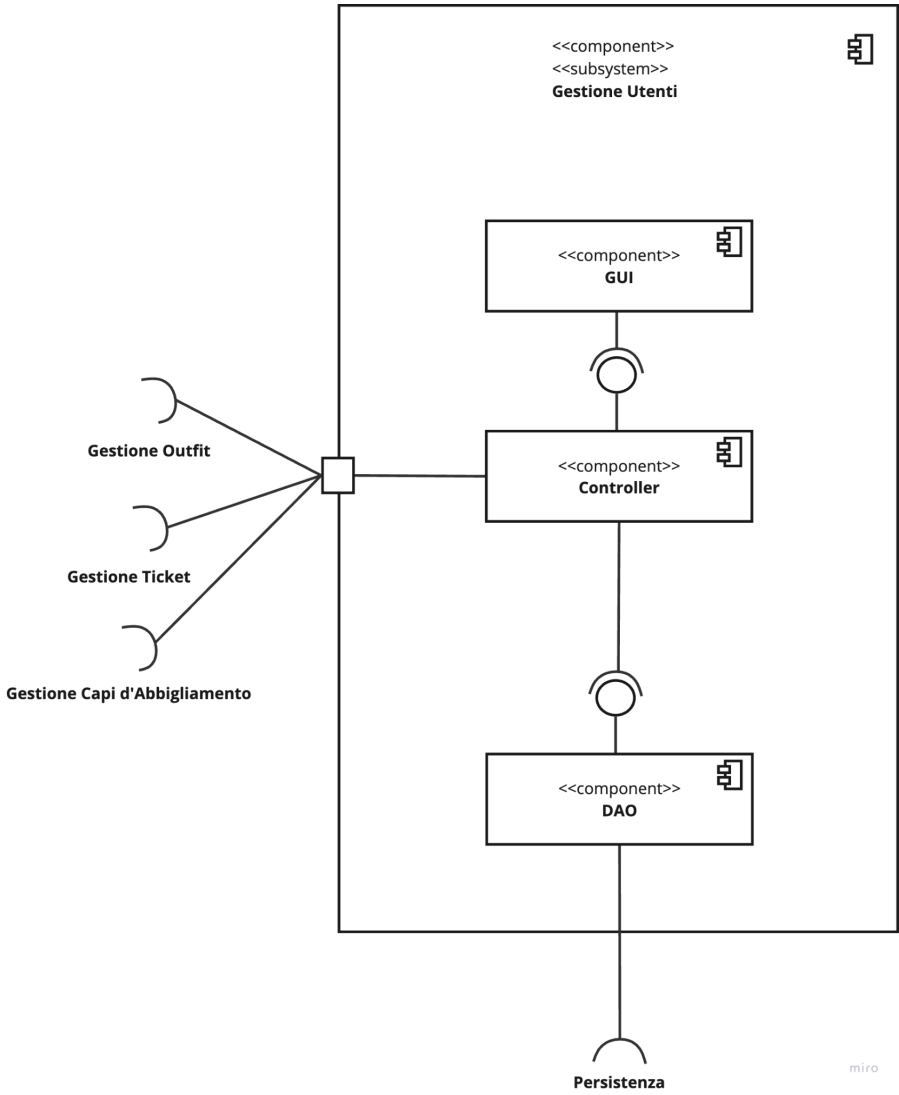 <<component>>
<<subsystem>>
Gestione Utenti
<<component>>
GUI
Gestione Outfit
<<component>>
Controller
Gestione Ticket
Gestione Capi d'Abbigliamento
<<component>>
DAO
Persistenza
miro